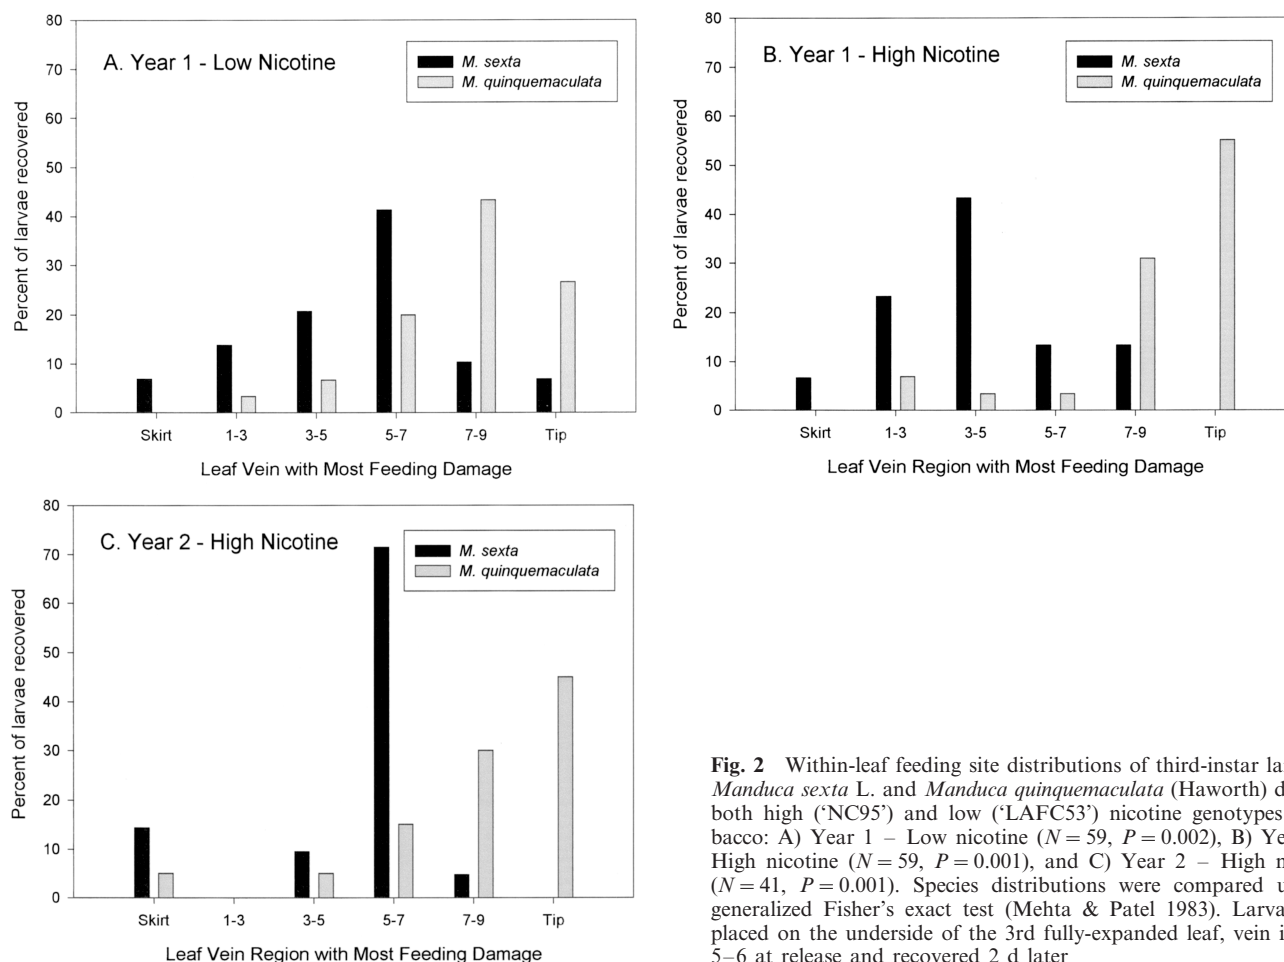 A. Year 1 - Low Nicotine
M. sexta
M. quinquemaculata
Percent of larvae recovered
80
70
60
50
40
30
20
10
0
Skirt 1-3 3-5 5-7 7-9 Tip
Leaf Vein with Most Feeding Damage
B. Year 1 - High Nicotine
M. sexta
M. quinquemaculata
Percent of larvae recovered
80
70
60
50
40
30
20
10
0
Skirt 1-3 3-5 5-7 7-9 Tip
Leaf Vein Region with Most Feeding Damage
C. Year 2 - High Nicotine
M. sexta
M. quinquemaculata
Percent of larvae recovered
80
70
60
50
40
30
20
10
0
Skirt 1-3 3-5 5-7 7-9 Tip
Leaf Vein Region with Most Feeding Damage
Fig. 2 Within-leaf feeding site distributions of third-instar
Manduca sexta L. and Manduca quinquemaculata (Haworth)
both high (‘NC95’) and low (‘LAFC53’) nicotine genotypes
bacco: A) Year 1 – Low nicotine (N = 59, P = 0.002), B)
High nicotine (N = 59, P = 0.001), and C) Year 2 – High
(N = 41, P = 0.001). Species distributions were compared
generalized Fisher's exact test (Mehta & Patel 1983).
placed on the underside of the 3rd fully-expanded leaf, vein
5–6 at release and recovered 2 d later